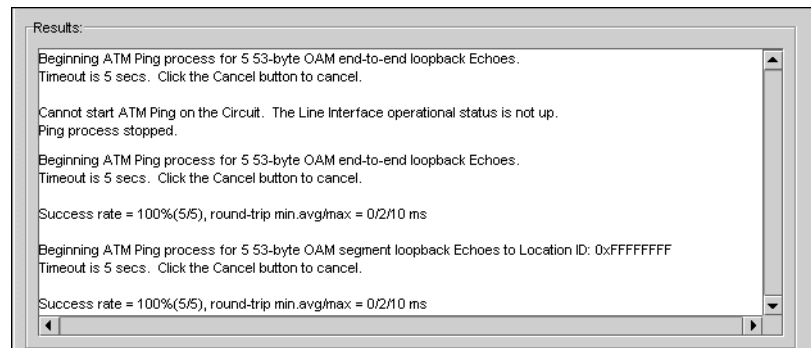 Results:
Beginning ATM Ping process for 5 53-byte OAM end-to-end loopback Echoes.
Timeout is 5 secs.  Click the Cancel button to cancel.
Cannot start ATM Ping on the Circuit.  The Line Interface operational status is not up.
Ping process stopped.
Beginning ATM Ping process for 5 53-byte OAM end-to-end loopback Echoes.
Timeout is 5 secs.  Click the Cancel button to cancel.
Success rate = 100%(5/5), round-trip min.avg/max = 0/2/10 ms
Beginning ATM Ping process for 5 53-byte OAM segment loopback Echoes to Location ID: 0xFFFFFFFF
Timeout is 5 secs.  Click the Cancel button to cancel.
Success rate = 100%(5/5), round-trip min.avg/max = 0/2/10 ms